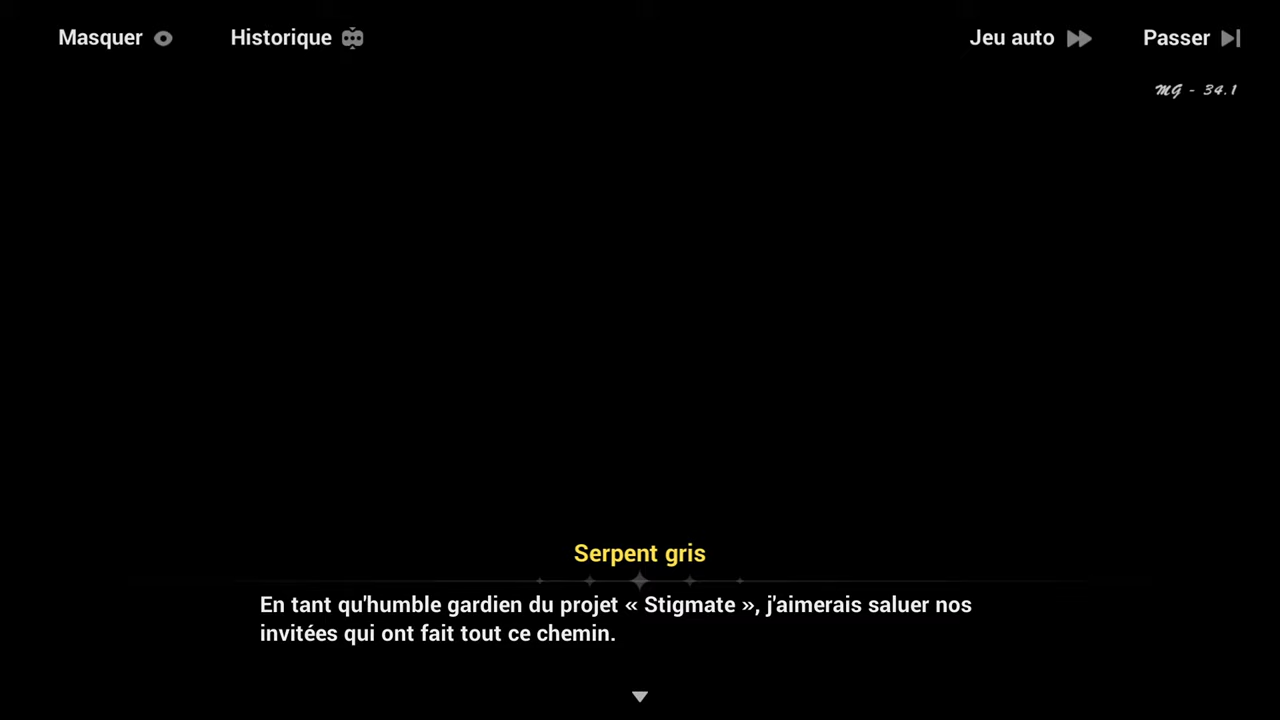 Masquer
Historique
Jeu auto
Passer
MG - 34.1
Serpent gris
En tant qu'humble gardien du projet « Stigmate », j'aimerais saluer nos
invitées qui ont fait tout ce chemin.